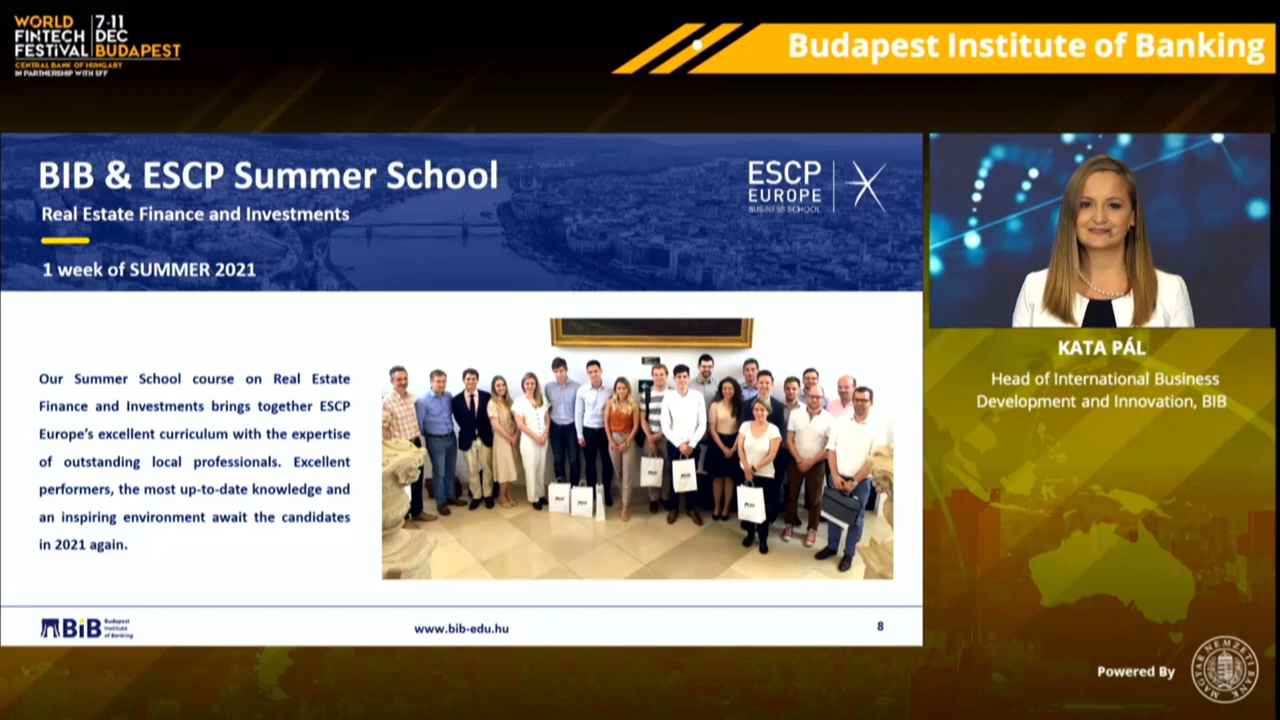 WORLD
FINTECH
FESTIVAL
7-11
DEC
BUDAPEST
CENTRAL BANK OF HUNGARY
IN PARTNERSHIP WITH SFF
Budapest Institute of Banking
BIB & ESCP Summer School
Real Estate Finance and Investments
1 week of SUMMER 2021
ESCP
EUROPE
BUSINESS SCHOOL
Our Summer School course on Real Estate
Finance and Investments brings together ESCP
Europe's excellent curriculum with the expertise
of outstanding local professionals. Excellent
performers, the most up-to-date knowledge and
an inspiring environment await the candidates
in 2021 again.
KATA PÁL
Head of International Business
Development and Innovation, BIB
BiB
Budapest
Institute
of Banking
www.bib-edu.hu
8
Powered By
MAGYAR NEMZETI BANK